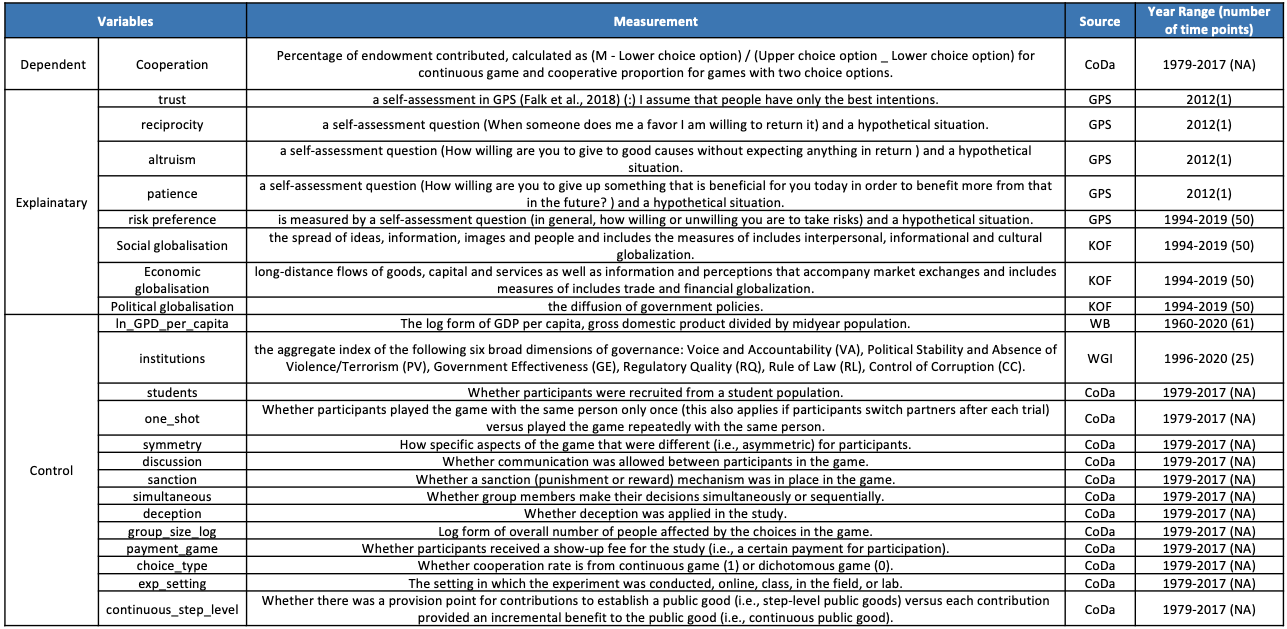 Variables Measurement Source Year Range (number
of time points)
Dependent Cooperation Percentage of endowment contributed, calculated as (M - Lower choice option) / (Upper choice option _ Lower choice option) for
continuous game and cooperative proportion for games with two choice options. CoDa 1979-2017 (NA)
Explainatary
trust a self-assessment in GPS (Falk et al., 2018) (:) I assume that people have only the best intentions. GPS 2012(1)
reciprocity a self-assessment question (When someone does me a favor I am willing to return it) and a hypothetical situation. GPS 2012(1)
altruism a self-assessment question (How willing are you to give to good causes without expecting anything in return ) and a hypothetical
situation. GPS 2012(1)
patience a self-assessment question (How willing are you to give up something that is beneficial for you today in order to benefit more from that
in the future? ) and a hypothetical situation. GPS 2012(1)
risk preference is measured by a self-assessment question (in general, how willing or unwilling you are to take risks) and a hypothetical situation. GPS 1994-2019 (50)
Social globalisation the spread of ideas, information, images and people and includes the measures of includes interpersonal, informational and cultural
globalization. KOF 1994-2019 (50)
Economic
globalisation long-distance flows of goods, capital and services as well as information and perceptions that accompany market exchanges and includes
measures of includes trade and financial globalization. KOF 1994-2019 (50)
Political globalisation the diffusion of government policies. KOF 1994-2019 (50)
Control
ln_GPD_per_capita The log form of GDP per capita, gross domestic product divided by midyear population. WB 1960-2020 (61)
institutions the aggregate index of the following six broad dimensions of governance: Voice and Accountability (VA), Political Stability and Absence of
Violence/Terrorism (PV), Government Effectiveness (GE), Regulatory Quality (RQ), Rule of Law (RL), Control of Corruption (CC). WGI 1996-2020 (25)
students Whether participants were recruited from a student population. CoDa 1979-2017 (NA)
one_shot Whether participants played the game with the same person only once (this also applies if participants switch partners after each trial)
versus played the game repeatedly with the same person. CoDa 1979-2017 (NA)
symmetry How specific aspects of the game that were different (i.e., asymmetric) for participants. CoDa 1979-2017 (NA)
discussion Whether communication was allowed between participants in the game. CoDa 1979-2017 (NA)
sanction Whether a sanction (punishment or reward) mechanism was in place in the game. CoDa 1979-2017 (NA)
simultaneous Whether group members make their decisions simultaneously or sequentially. CoDa 1979-2017 (NA)
deception Whether deception was applied in the study. CoDa 1979-2017 (NA)
group_size_log Log form of overall number of people affected by the choices in the game. CoDa 1979-2017 (NA)
payment_game Whether participants received a show-up fee for the study (i.e., a certain payment for participation). CoDa 1979-2017 (NA)
choice_type Whether cooperation rate is from continuous game (1) or dichotomous game (0). CoDa 1979-2017 (NA)
exp_setting The setting in which the experiment was conducted, online, class, in the field, or lab. CoDa 1979-2017 (NA)
continuous_step_level Whether there was a provision point for contributions to establish a public good (i.e., step-level public goods) versus each contribution
provided an incremental benefit to the public good (i.e., continuous public good). CoDa 1979-2017 (NA)